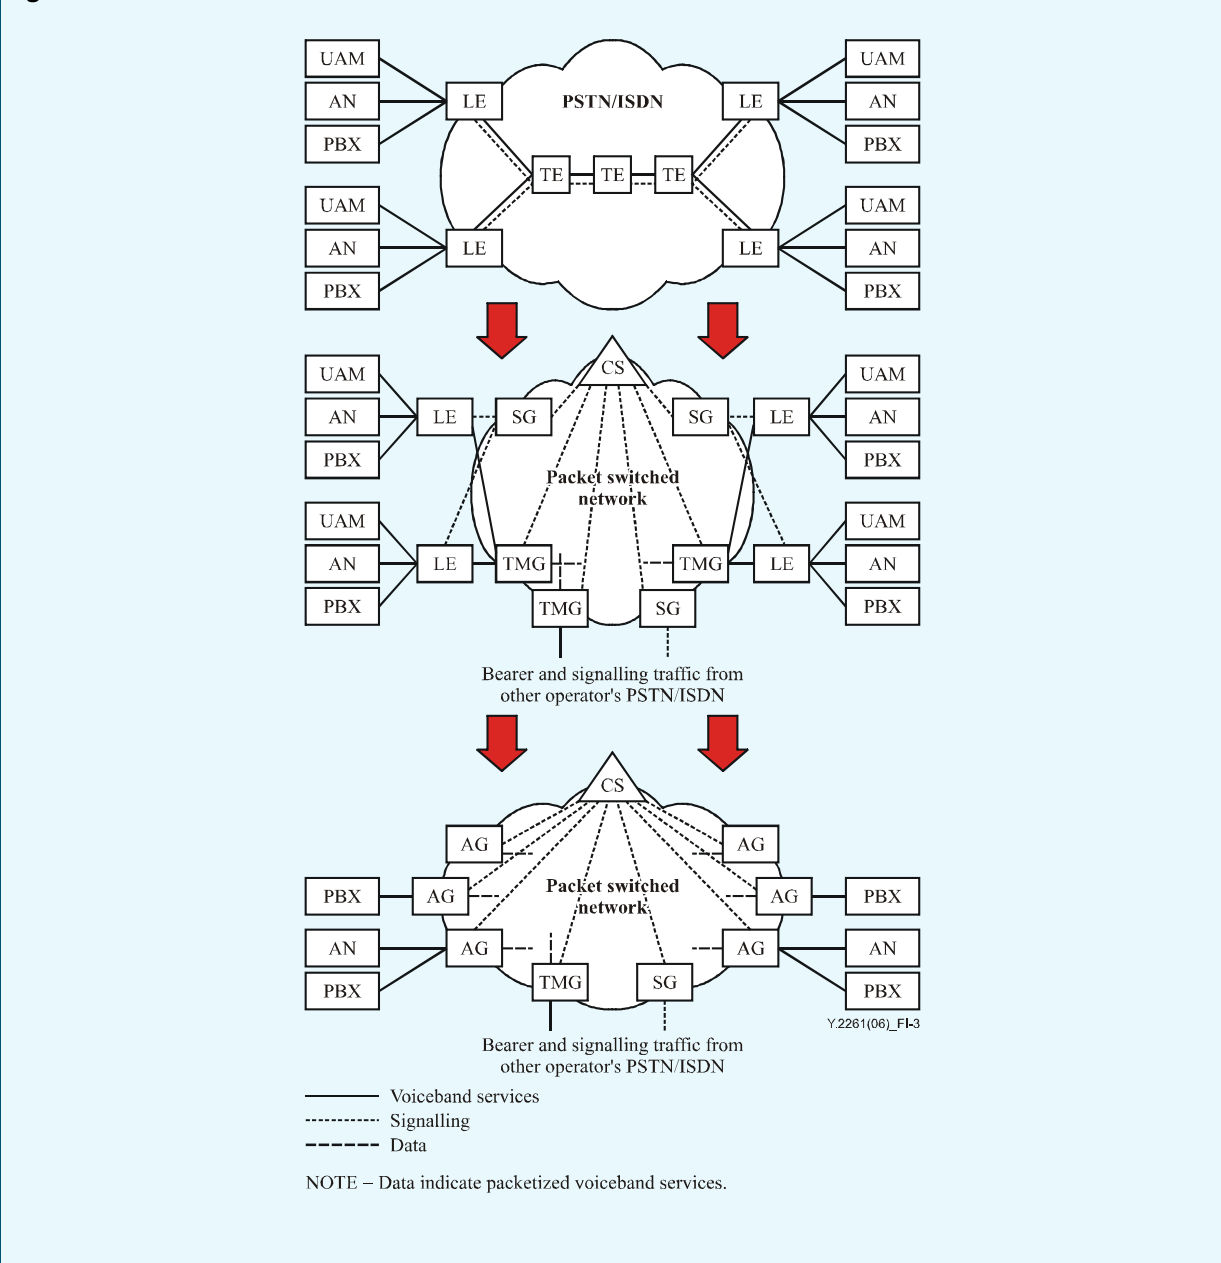 UAM
UAM
AN
LE
PSTN/ISDN
LE
AN
PBX
PBX
TE
TE
TE
UAM
UAM
AN
LE
LE
AN
PBX
PBX
CS
UAM
UAM
AN
LE
SG
SG
LE
AN
PBX
PBX
Packet switched
network
UAM
UAM
AN
LE
TMG
TMG
LE
AN
PBX
TMG
SG
PBX
Bearer and signalling traffic from
other operator's PSTN/ISDN
CS
AG
AG
PBX
AG
Packet switched
network
AG
PBX
AN
AG
AG
AN
PBX
TMG
SG
PBX
Y.2261(06)_FI-3
Bearer and signalling traffic from
other operator's PSTN/ISDN
Voiceband services
Signalling
Data
NOTE – Data indicate packetized voiceband services.